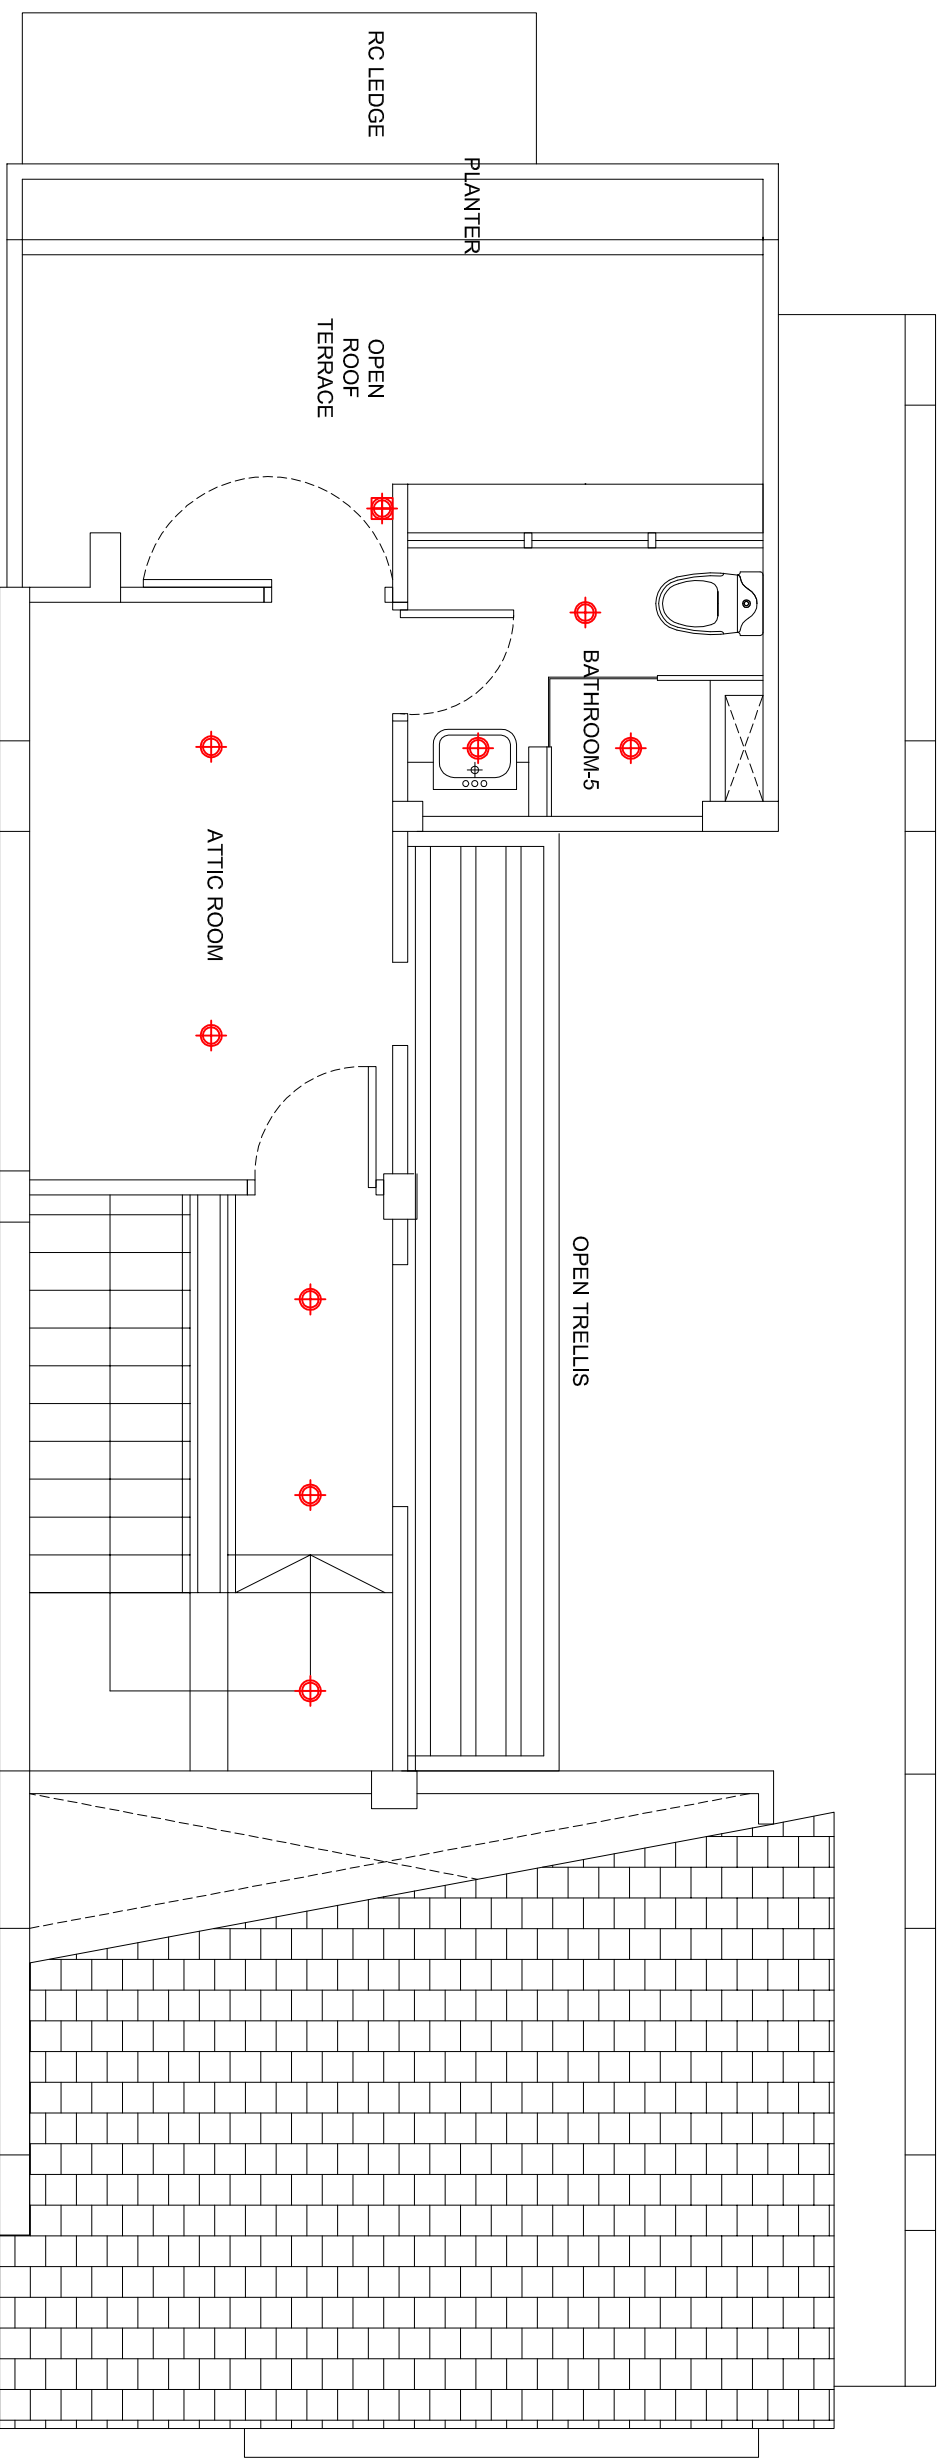 RC LEDGE
PLANTER
OPEN
ROOF
TERRACE
BATHROOM-5
ATTIC ROOM
OPEN TRELLIS